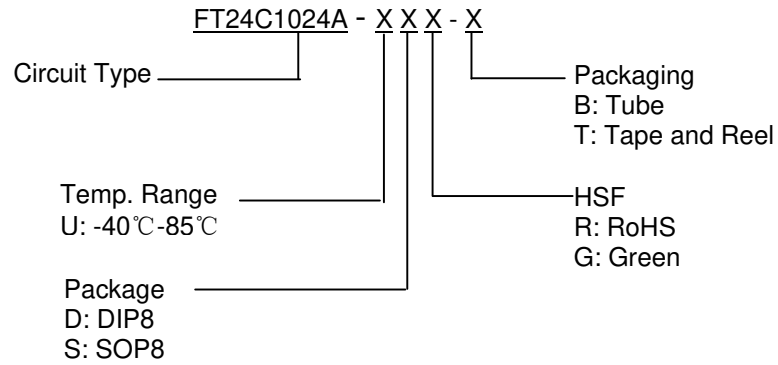 FT24C1024A - X X X - X
Circuit Type
Packaging
B: Tube
T: Tape and Reel
Temp. Range
U: -40℃-85℃
HSF
R: RoHS
G: Green
Package
D: DIP8
S: SOP8